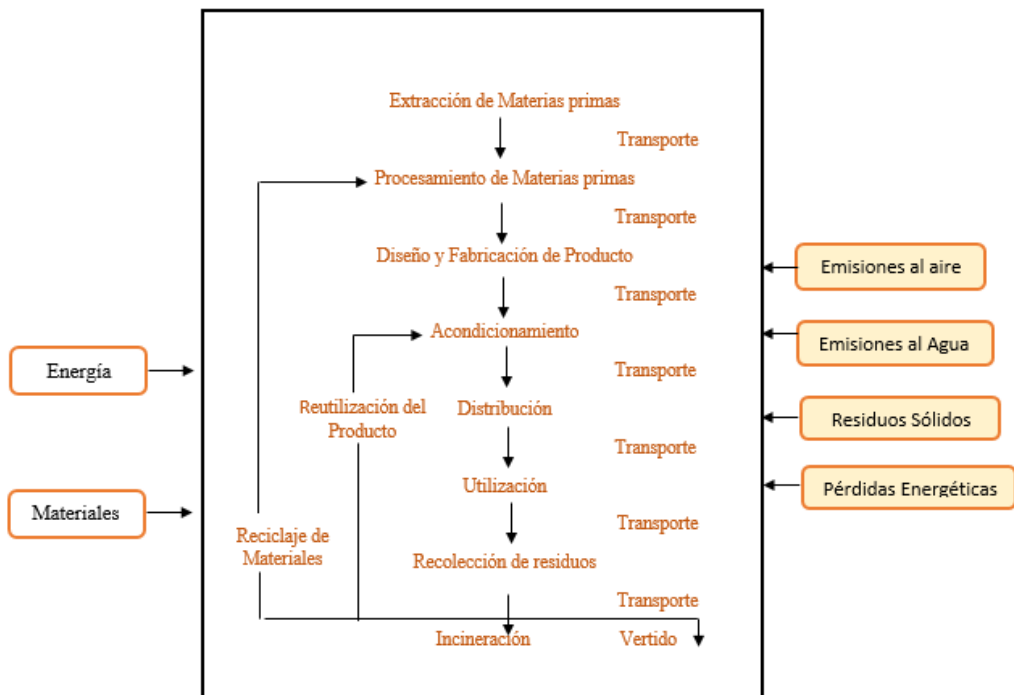 Extracción de Materias primas
Transporte
Procesamiento de Materias primas
Transporte
Diseño y Fabricación de Producto
Emisiones al aire
Transporte
Acondicionamiento
Emisiones al Agua
Energía
Transporte
Reutilización del
Producto
Distribución
Residuos Sólidos
Transporte
Utilización
Pérdidas Energéticas
Materiales
Transporte
Reciclaje de
Materiales
Recolección de residuos
Transporte
Incineración
Vertido